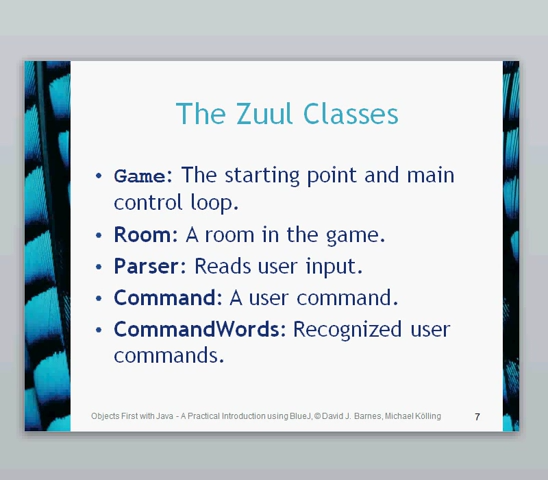 The Zuul Classes
• Game: The starting point and main
control loop.
• Room: A room in the game.
• Parser: Reads user input.
• Command: A user command.
• CommandWords: Recognized user
commands.
Objects First with Java - A Practical Introduction using BlueJ, © David J. Barnes, Michael Kölling
7